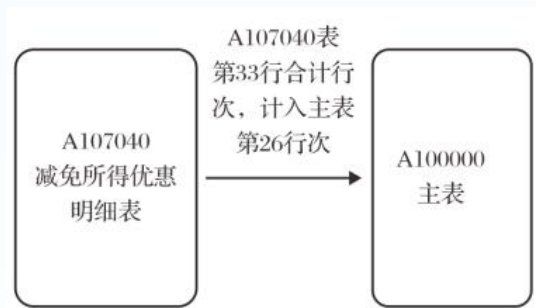 A107040
减免所得优惠
明细表
A107040表
第33行合计行
次，计入主表
第26行次
A100000
主表